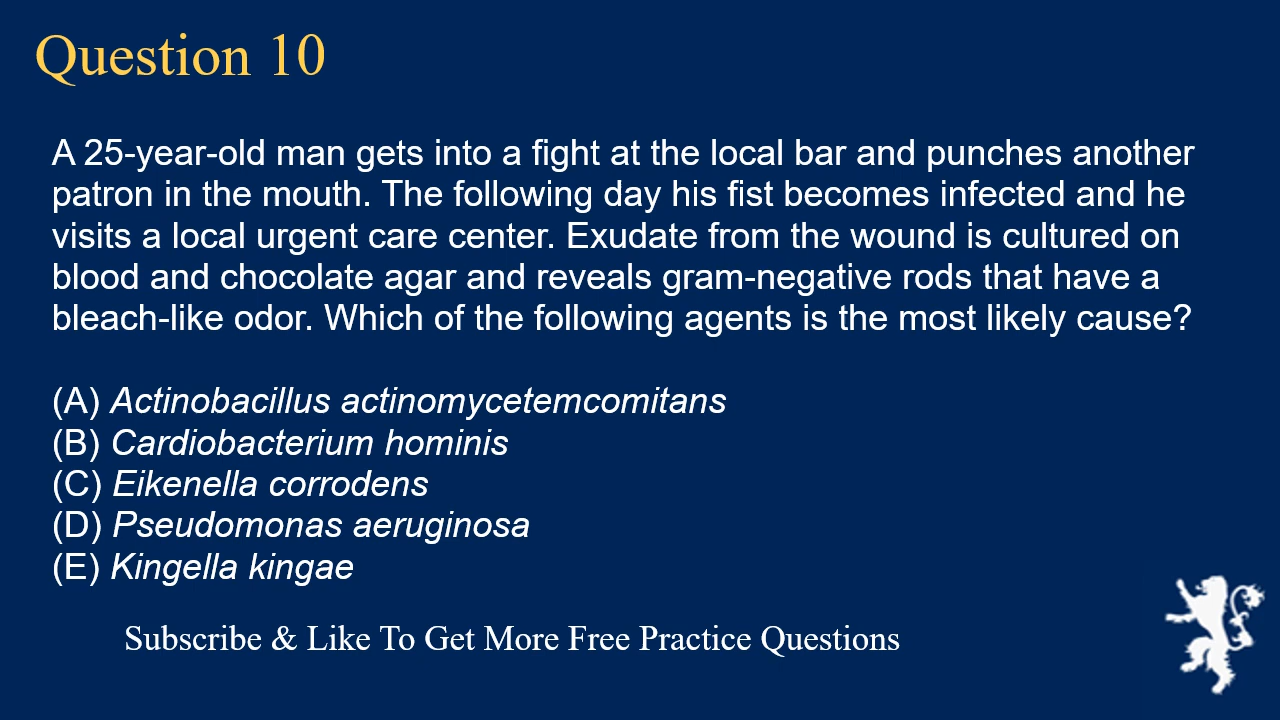 Question 10
A 25-year-old man gets into a fight at the local bar and punches another
patron in the mouth. The following day his fist becomes infected and he
visits a local urgent care center. Exudate from the wound is cultured on
blood and chocolate agar and reveals gram-negative rods that have a
bleach-like odor. Which of the following agents is the most likely cause?
(A) Actinobacillus actinomycetemcomitans
(B) Cardiobacterium hominis
(C) Eikenella corrodens
(D) Pseudomonas aeruginosa
(E) Kingella kingae
Subscribe & Like To Get More Free Practice Questions